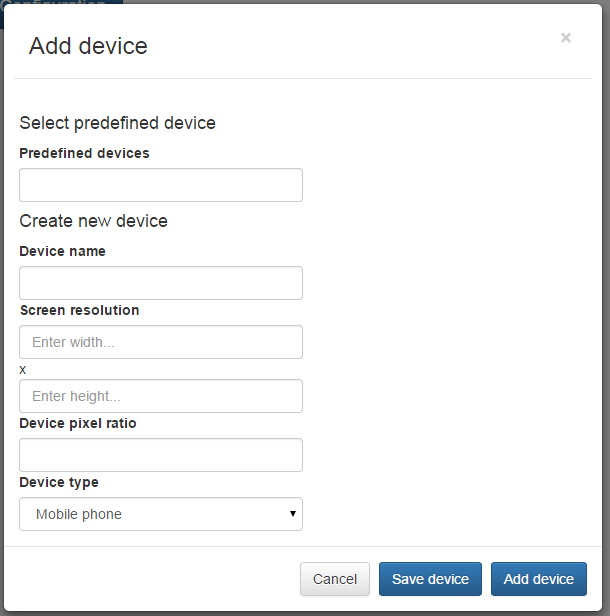 Configuration
Add device
×
Select predefined device
Predefined devices
Create new device
Device name
Screen resolution
Enter width...
x
Enter height...
Device pixel ratio
Device type
Mobile phone
Cancel Save device Add device